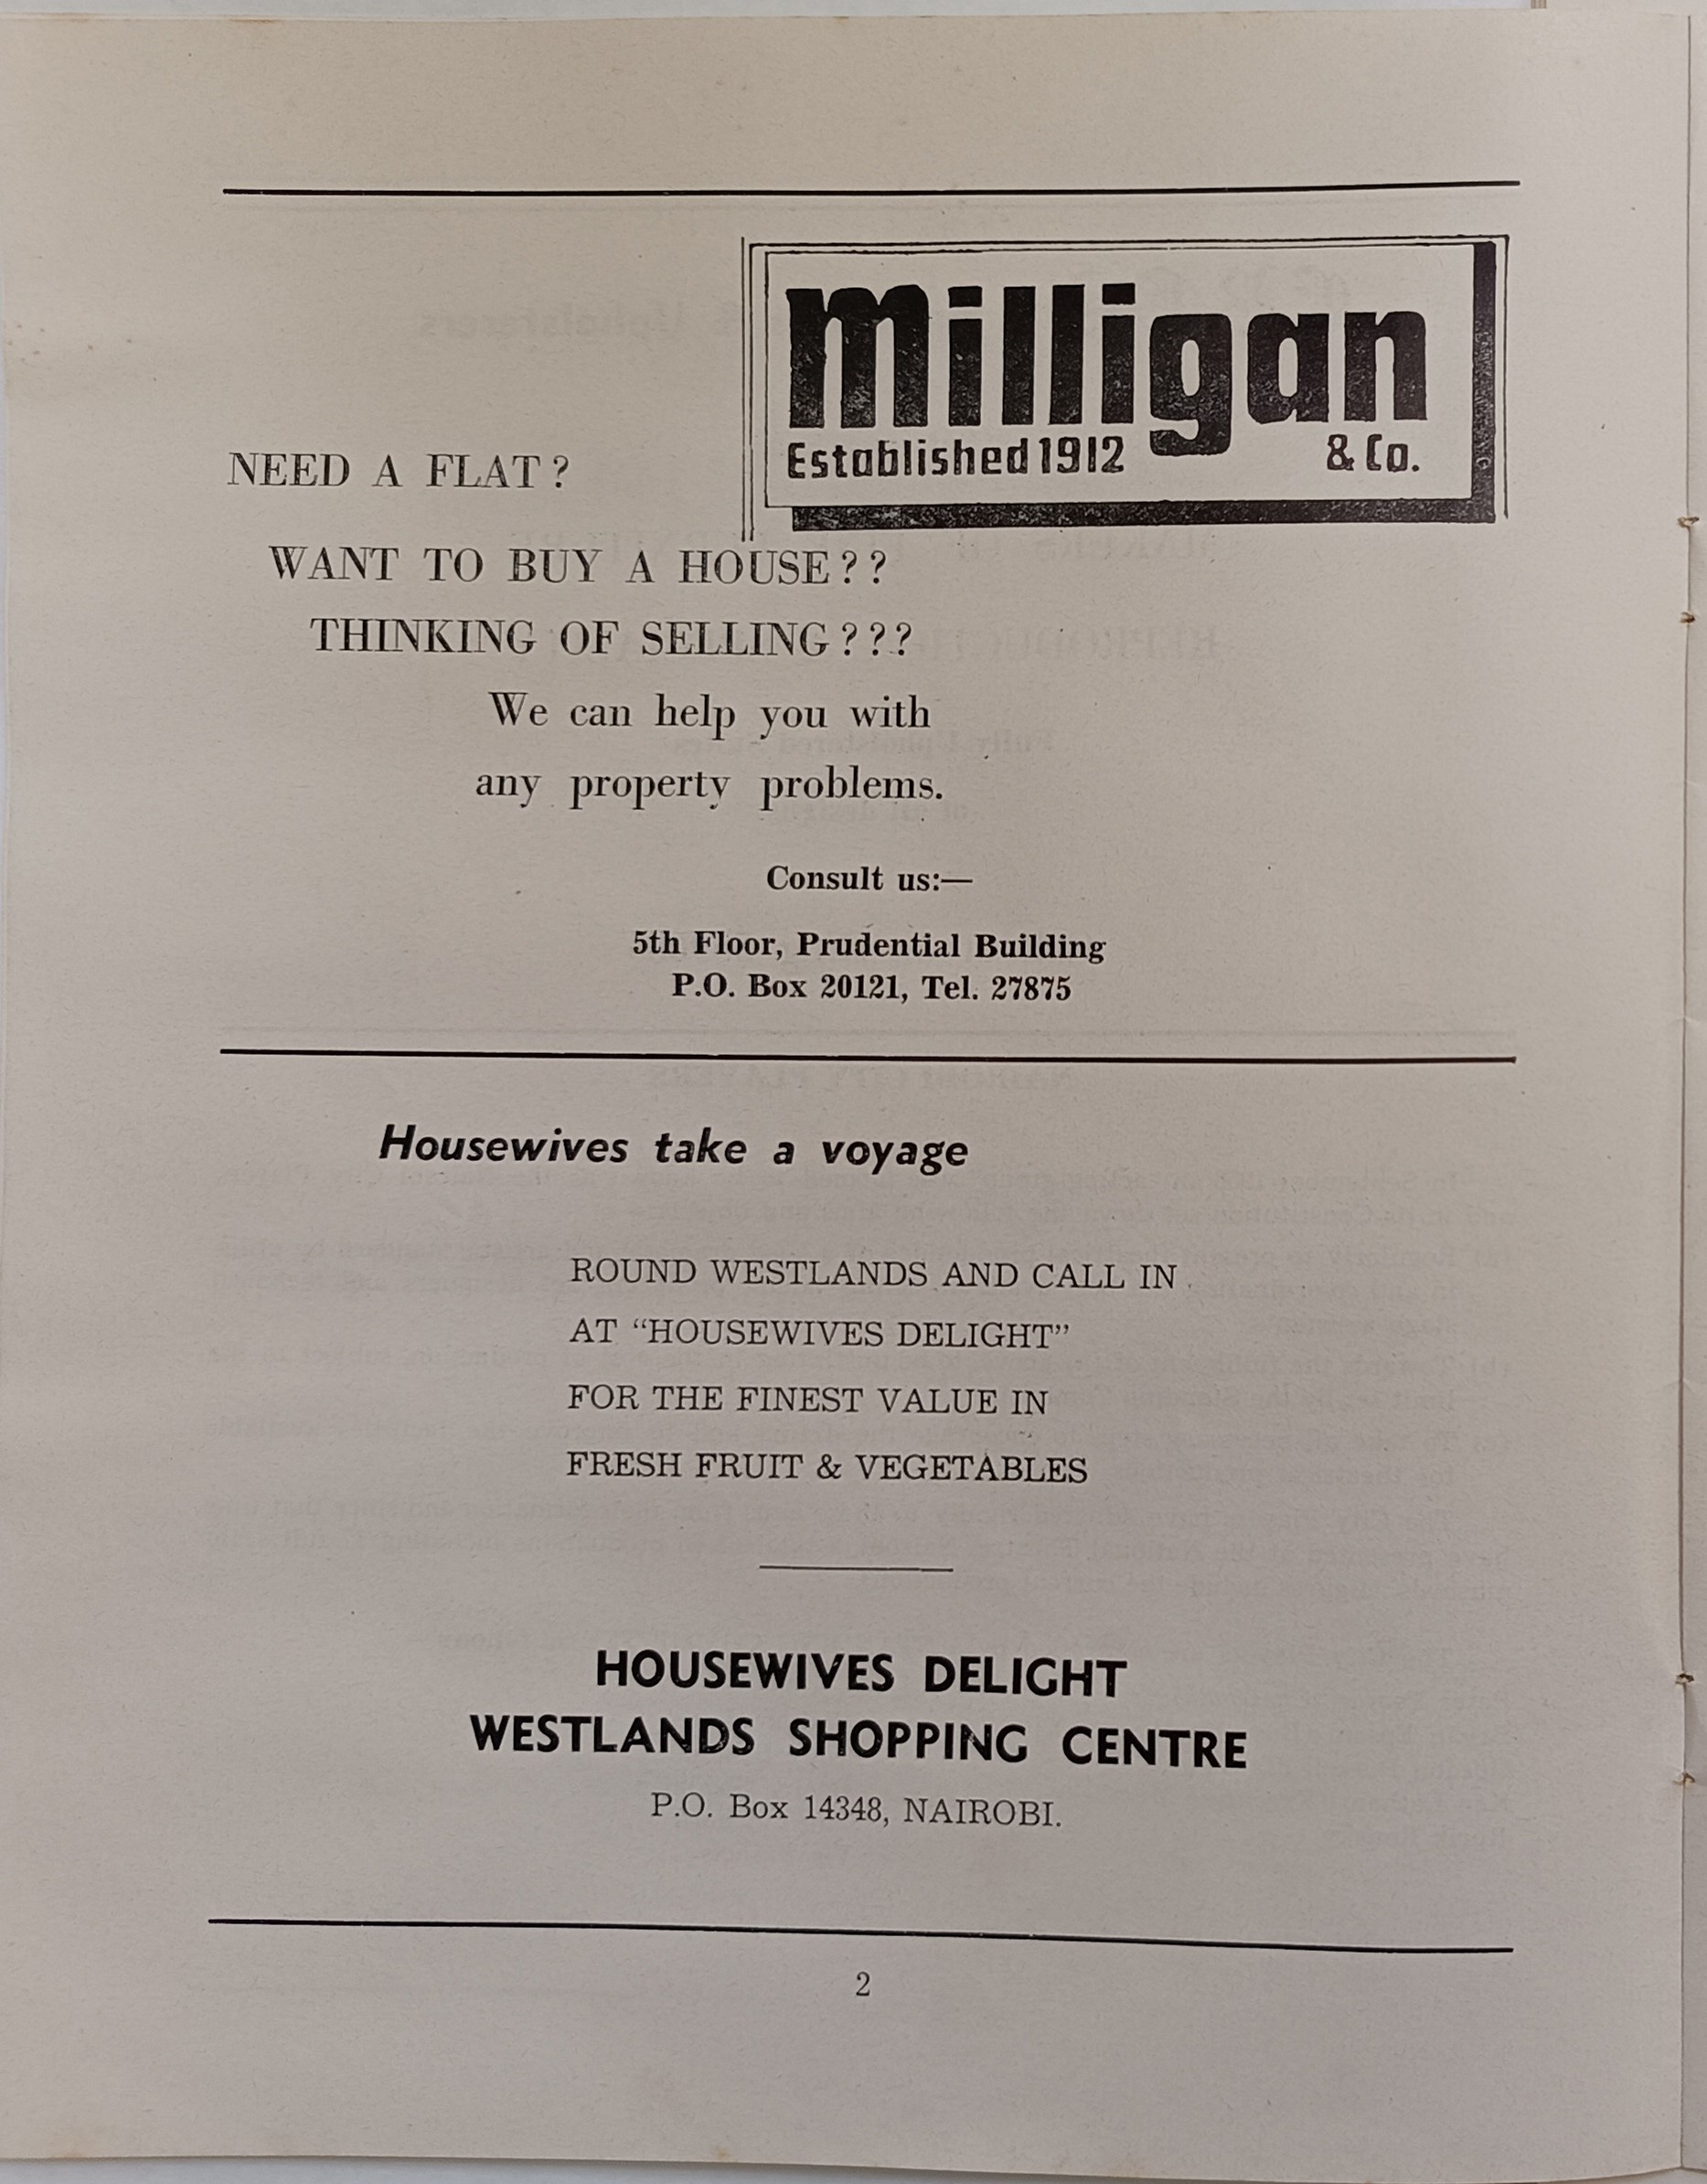 Milligan
Established 1912 & Co.
NEED A FLAT?
WANT TO BUY A HOUSE??
THINKING OF SELLING???
We can help you with
any property problems.
Consult us:—
5th Floor, Prudential Building
P.O. Box 20121, Tel. 27875
Housewives take a voyage
ROUND WESTLANDS AND CALL IN
AT "HOUSEWIVES DELIGHT"
FOR THE FINEST VALUE IN
FRESH FRUIT & VEGETABLES
HOUSEWIVES DELIGHT
WESTLANDS SHOPPING CENTRE
P.O. Box 14348, NAIROBI.
2